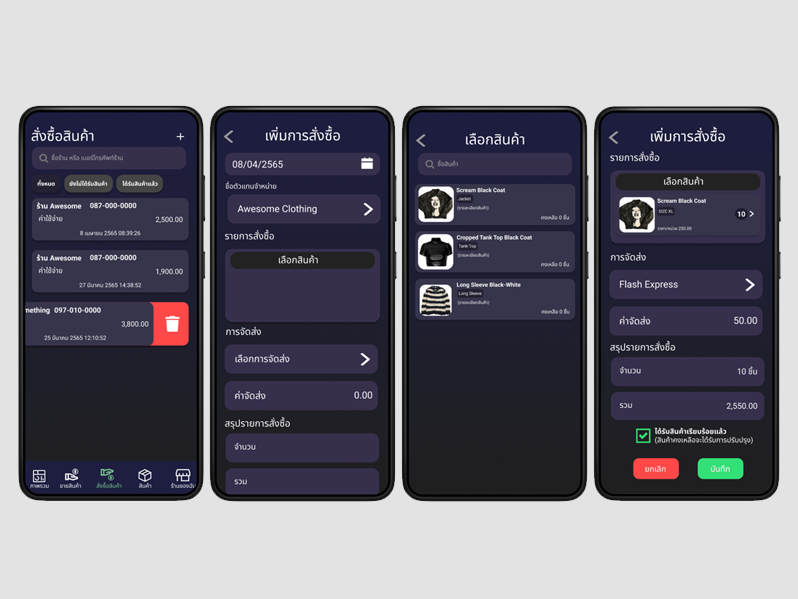 สั่งซื้อสินค้า
+
ชื่อร้าน หรือ เบอร์โทรศัพท์ร้าน
ทั้งหมด
ยังไม่ได้รับสินค้า
ได้รับสินค้าแล้ว
ร้าน Awesome 087-000-0000
ค่าใช้จ่าย 2,500.00
8 เมษายน 2565 08:39:26
ร้าน Awesome 087-000-0000
ค่าใช้จ่าย 1,900.00
27 มีนาคม 2565 14:38:52
mething 097-010-0000
3,800.00
25 มีนาคม 2565 12:10:52
ภาพรวม
ขายสินค้า
สั่งซื้อสินค้า
สินค้า
ร้านของฉัน
เพิ่มการสั่งซื้อ
08/04/2565
ชื่อตัวแทนจำหน่าย
Awesome Clothing
รายการสั่งซื้อ
เลือกสินค้า
การจัดส่ง
เลือกการจัดส่ง
ค่าจัดส่ง 0.00
สรุปรายการสั่งซื้อ
จำนวน
รวม
เลือกสินค้า
ชื่อสินค้า
Scream Black Coat
Jacket
(รายละเอียดสินค้า)
คงเหลือ 0 ชิ้น
Cropped Tank Top Black Coat
Tank Top
(รายละเอียดสินค้า)
คงเหลือ 0 ชิ้น
Long Sleeve Black-White
Long Sleeve
(รายละเอียดสินค้า)
คงเหลือ 0 ชิ้น
เพิ่มการสั่งซื้อ
รายการสั่งซื้อ
เลือกสินค้า
Scream Black Coat
SIZE XL
10
250.00
การจัดส่ง
Flash Express
ค่าจัดส่ง 50.00
สรุปรายการสั่งซื้อ
จำนวน 10 ชิ้น
รวม 2,550.00
ได้รับสินค้าเรียบร้อยแล้ว
(สินค้าคงเหลือจะได้รับการปรับปรุง)
ยกเลิก
บันทึก